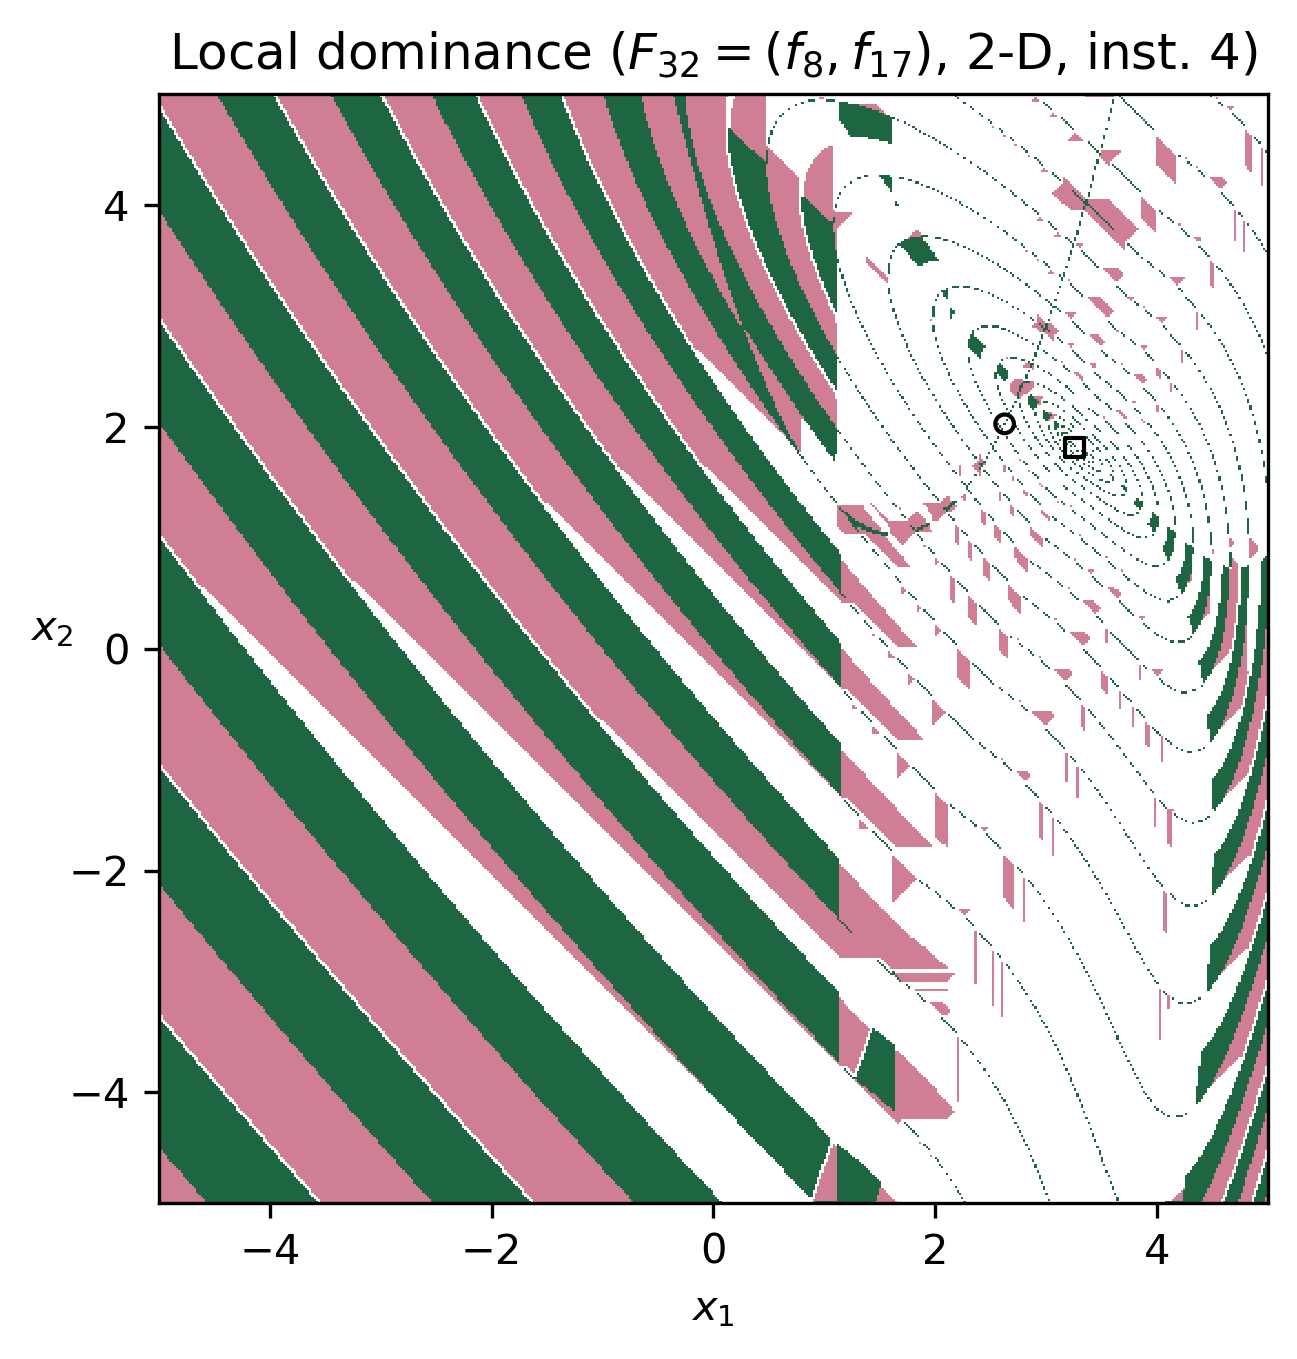 Local dominance (F₃₂ = (f₈, f₁₇), 2-D, inst. 4)
4
2
x₂
0
−2
−4
−4 −2 0 2 4
x₁